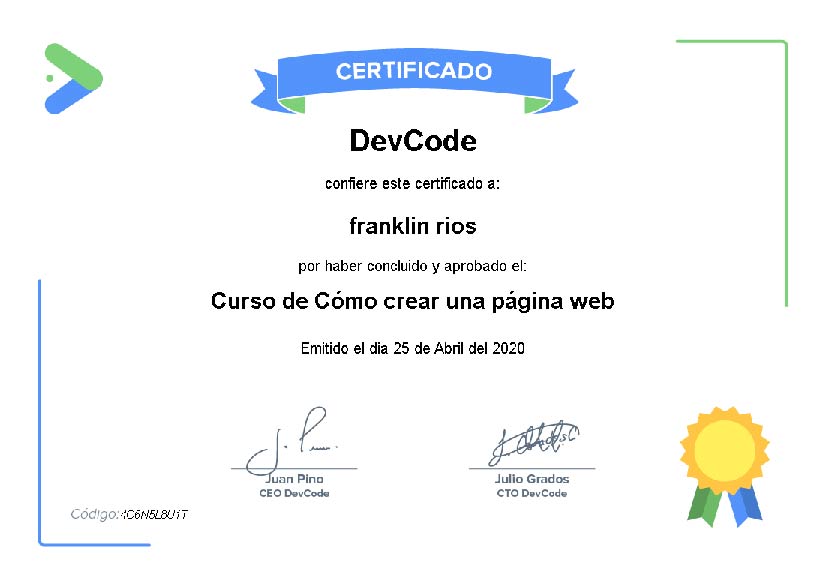 CERTIFICADO
DevCode
confiere este certificado a:
franklin rios
por haber concluido y aprobado el:
Curso de Cómo crear una página web
Emitido el dia 25 de Abril del 2020
Juan Pino
CEO DevCode
Julio Grados
CTO DevCode
Código:4C6N5L8U1T